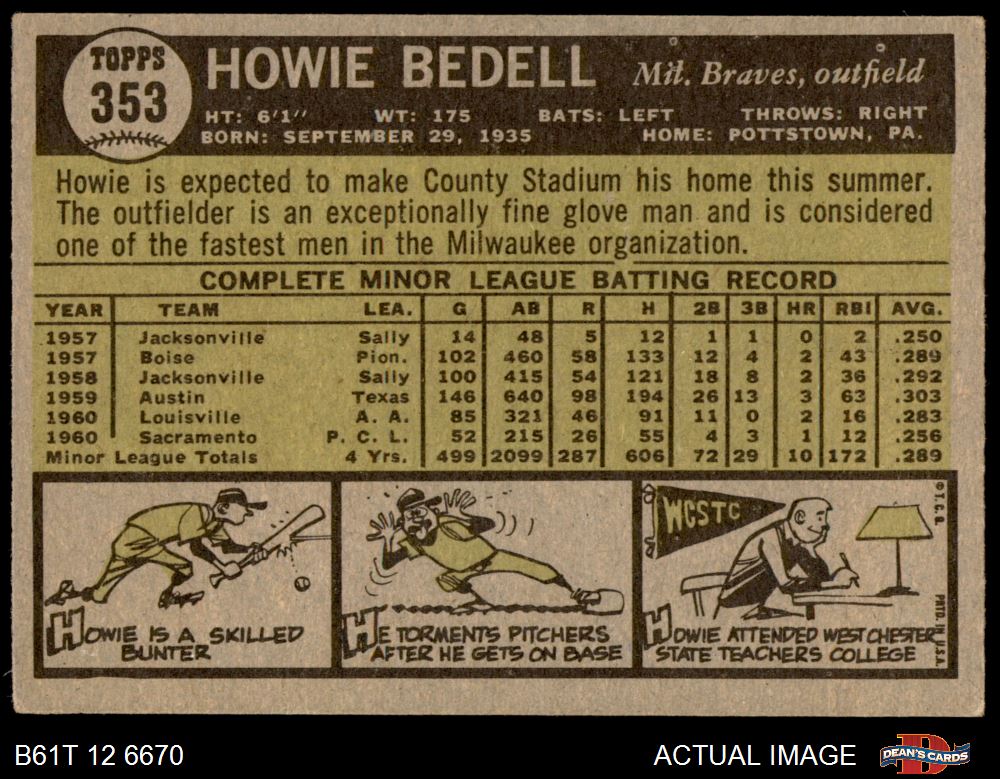 TOPPS
353
HOWIE BEDELL Mil. Braves, outfield
HT: 6'1" WT: 175 BATS: LEFT THROWS: RIGHT
BORN: SEPTEMBER 29, 1935 HOME: POTTSTOWN, PA.
Howie is expected to make County Stadium his home this summer.
The outfielder is an exceptionally fine glove man and is considered
one of the fastest men in the Milwaukee organization.
COMPLETE MINOR LEAGUE BATTING RECORD
YEAR TEAM LEA. G AB R H 2B 3B HR RBI AVG.
1957 Jacksonville Sally 14 48 5 12 1 1 0 2 .250
1957 Boise Pion. 102 460 58 133 12 4 2 43 .289
1958 Jacksonville Sally 100 415 54 121 18 8 2 36 .292
1959 Austin Texas 146 640 98 194 26 13 3 63 .303
1960 Louisville A. A. 85 321 46 91 11 0 2 16 .283
1960 Sacramento P. C. L. 52 215 26 55 4 3 1 12 .256
Minor League Totals 4 Yrs. 499 2099 287 606 72 29 10 172 .289
HOWIE IS A SKILLED
BUNTER
HE TORMENTS PITCHERS
AFTER HE GETS ON BASE
WCSTC
HOWIE ATTENDED WEST CHESTER
STATE TEACHERS COLLEGE
© T. C. G.
PRTD. IN U.S.A.
B61T 12 6670 ACTUAL IMAGE
DEAN'S CARDS